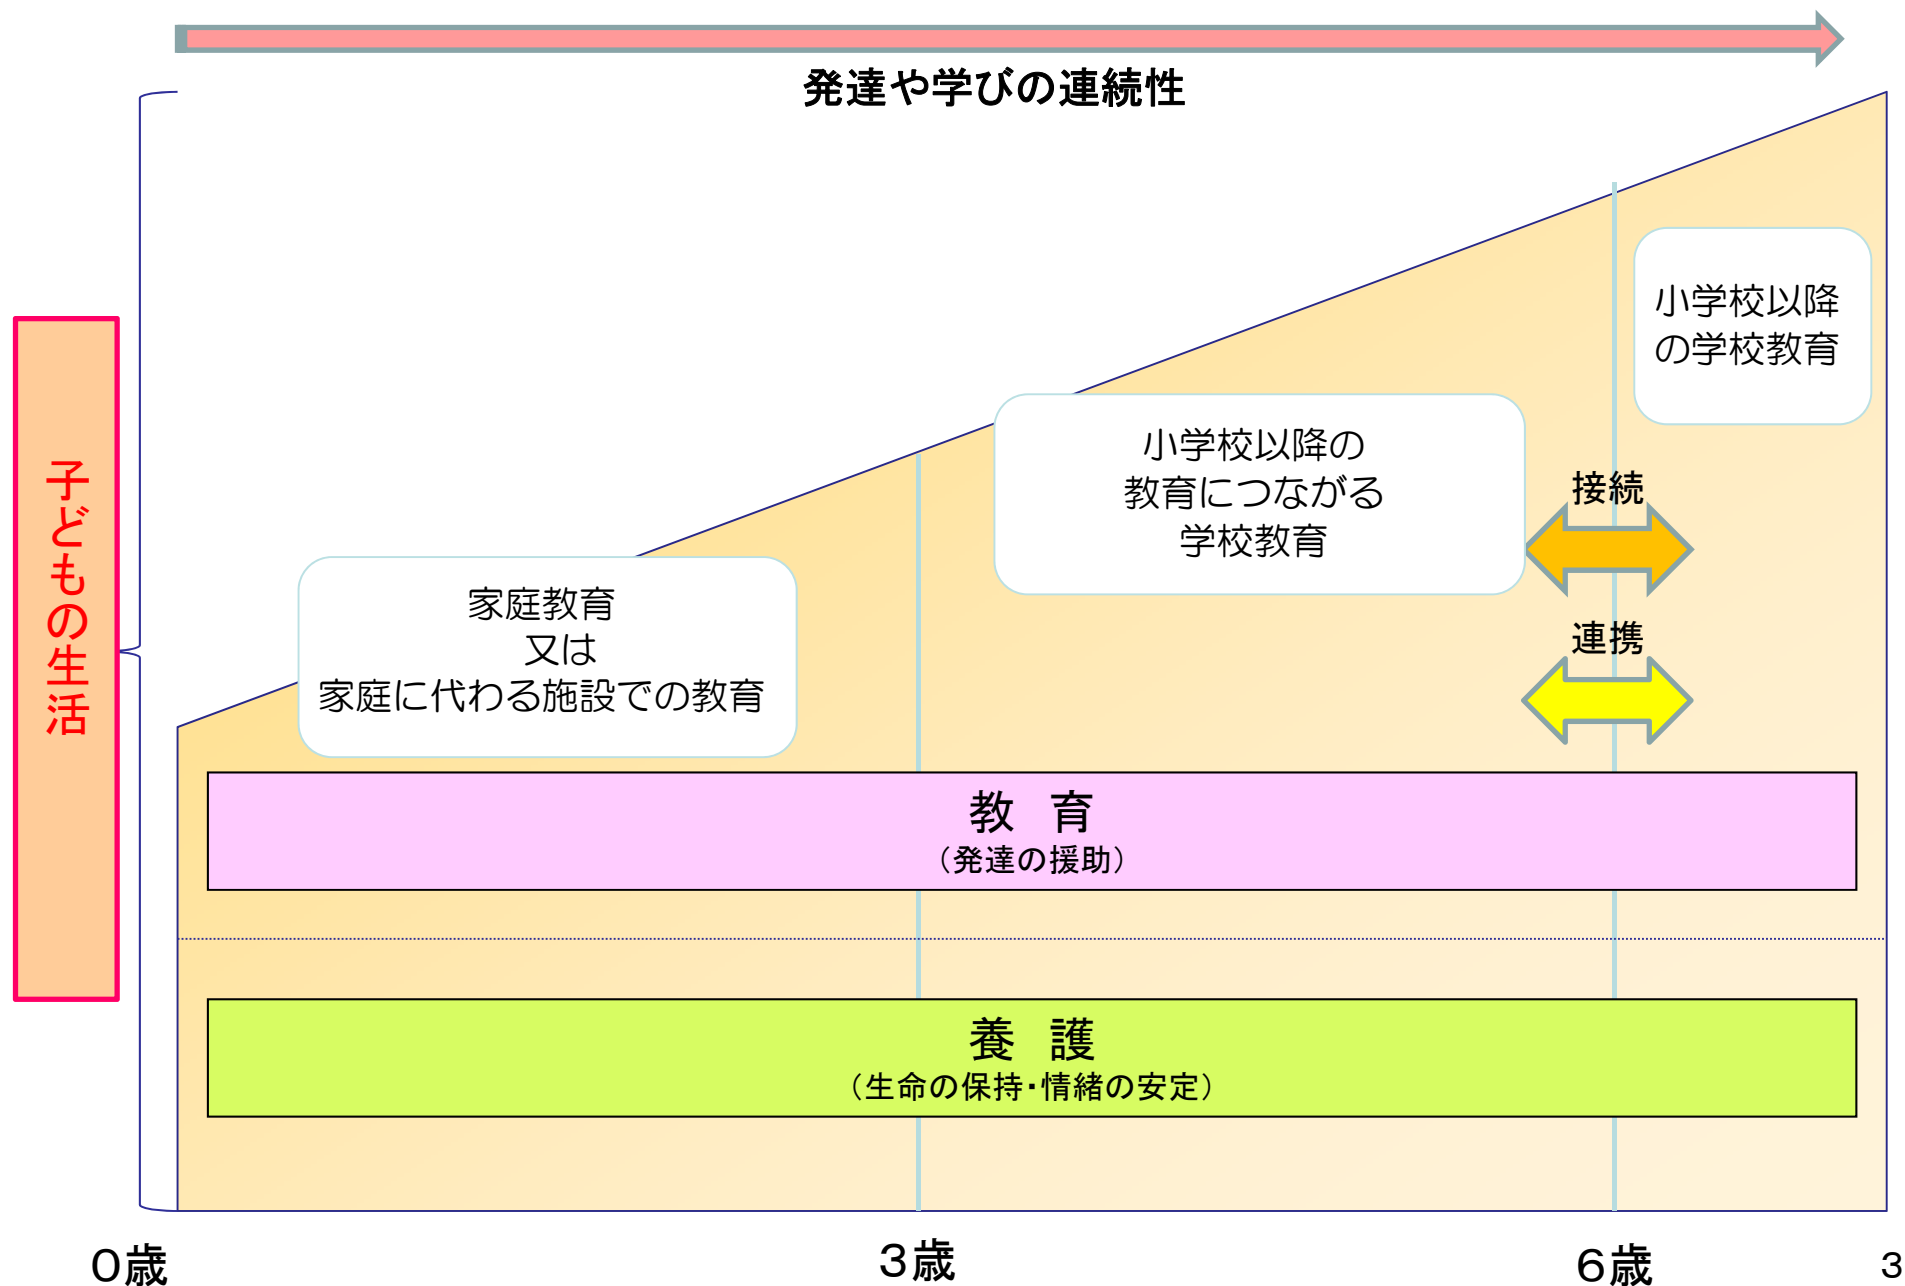 発達や学びの連続性
子どもの生活
小学校以降
の学校教育
小学校以降の
教育につながる
学校教育
接続
家庭教育
又は
家庭に代わる施設での教育
連携
教　育
（発達の援助）
養　護
（生命の保持・情緒の安定）
０歳
３歳
６歳
3